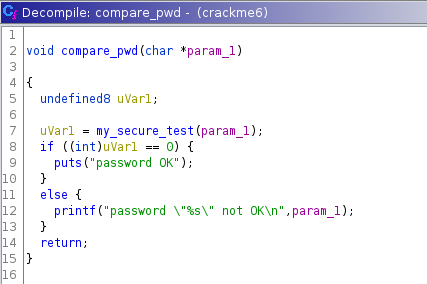 Decompile: compare_pwd - (crackme6)
1
2 void compare_pwd(char *param_1)
3
4 {
5   undefined8 uVar1;
6
7   uVar1 = my_secure_test(param_1);
8   if ((int)uVar1 == 0) {
9     puts("password OK");
10   }
11   else {
12     printf("password \"%s\" not OK\n",param_1);
13   }
14   return;
15 }
16